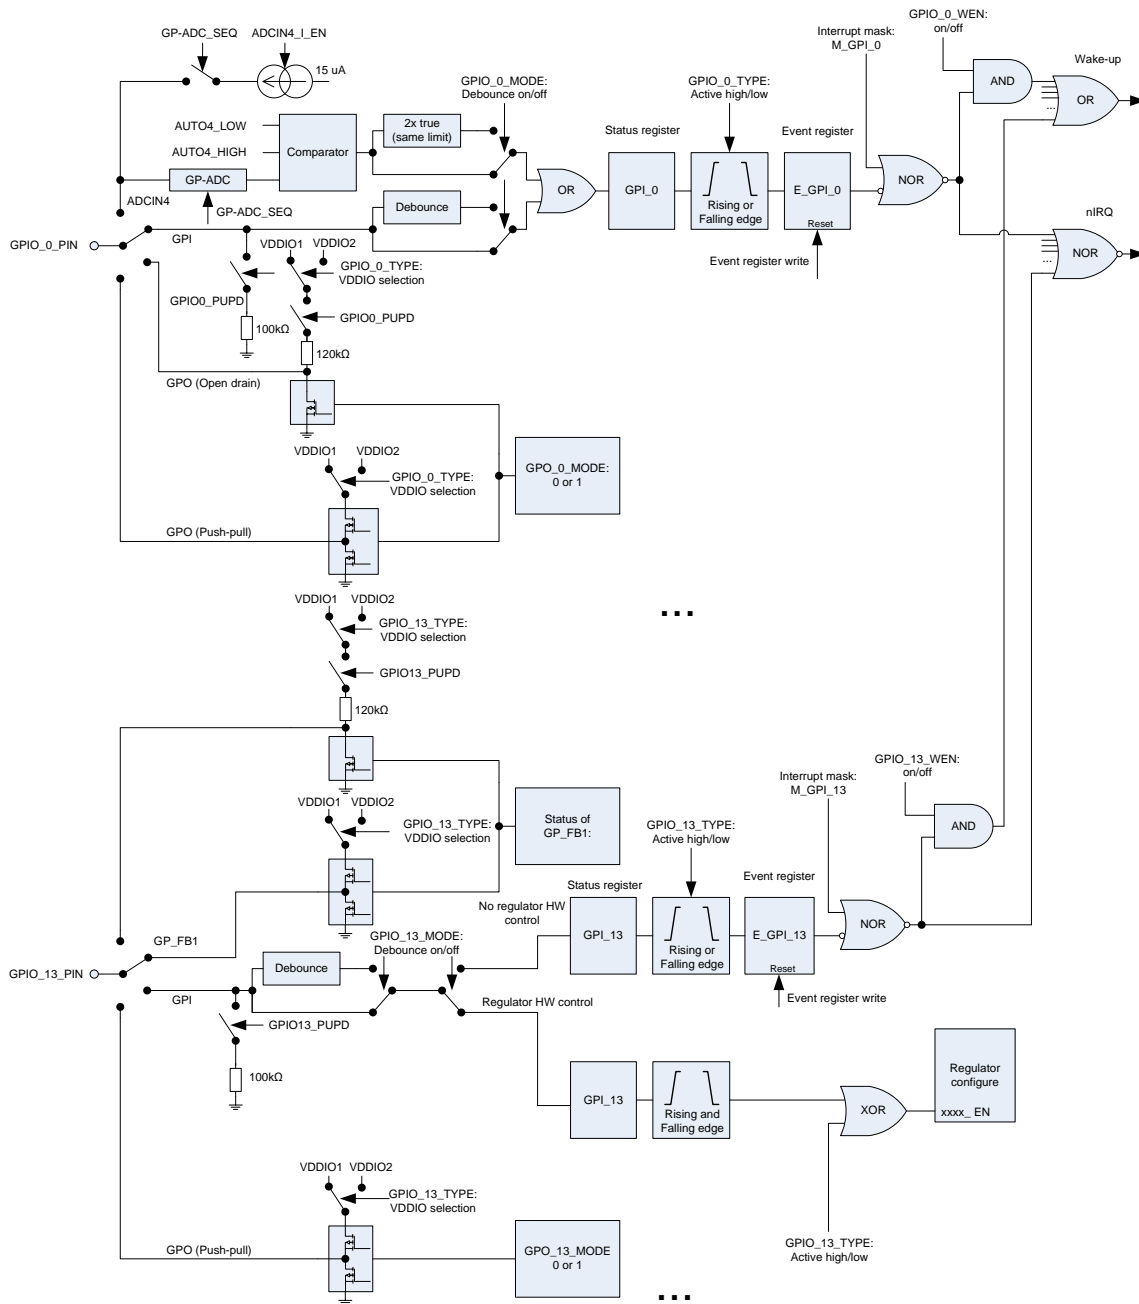 GP-ADC_SEQ
ADCIN4_I_EN
15 uA
AUTO4_LOW
AUTO4_HIGH
Comparator
GP-ADC
ADCIN4
GP-ADC_SEQ
2x true
(same limit)
GPIO_0_MODE:
Debounce on/off
Debounce
OR
Status register
GPI_0
GPIO_0_TYPE:
Active high/low
Rising or
Falling edge
Event register
E_GPI_0
Reset
Event register write
Interrupt mask:
M_GPI_0
NOR
GPIO_0_WEN:
on/off
AND
Wake-up
OR
...
nIRQ
NOR
...
GPIO_0_PIN
GPI
VDDIO1
VDDIO2
GPIO_0_TYPE:
VDDIO selection
GPIO0_PUPD
100kΩ
GPIO0_PUPD
120kΩ
GPO (Open drain)
VDDIO1
VDDIO2
GPIO_0_TYPE:
VDDIO selection
GPO_0_MODE:
0 or 1
GPO (Push-pull)
...
VDDIO1
VDDIO2
GPIO_13_TYPE:
VDDIO selection
GPIO13_PUPD
120kΩ
VDDIO1
VDDIO2
GPIO_13_TYPE:
VDDIO selection
Status of
GP_FB1:
GPIO_13_PIN
GP_FB1
GPI
Debounce
GPIO_13_MODE:
Debounce on/off
GPIO13_PUPD
100kΩ
No regulator HW
control
Regulator HW control
Status register
GPI_13
GPIO_13_TYPE:
Active high/low
Rising or
Falling edge
Event register
E_GPI_13
Reset
Event register write
Interrupt mask:
M_GPI_13
NOR
GPIO_13_WEN:
on/off
AND
GPI_13
Rising and
Falling edge
XOR
Regulator
configure
xxxx_ EN
GPIO_13_TYPE:
Active high/low
VDDIO1
VDDIO2
GPIO_13_TYPE:
VDDIO selection
GPO (Push-pull)
GPO_13_MODE
0 or 1
...